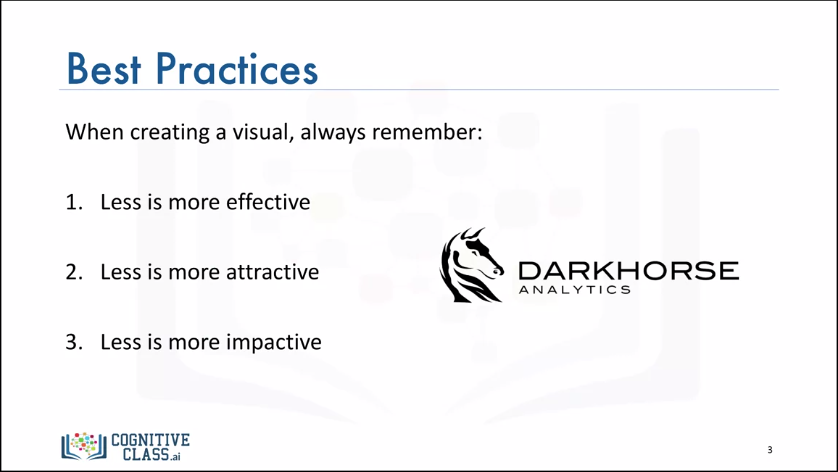 Best Practices
When creating a visual, always remember:
1. Less is more effective
2. Less is more attractive
3. Less is more impactive
DARKHORSE
ANALYTICS
COGNITIVE
CLASS.ai
3